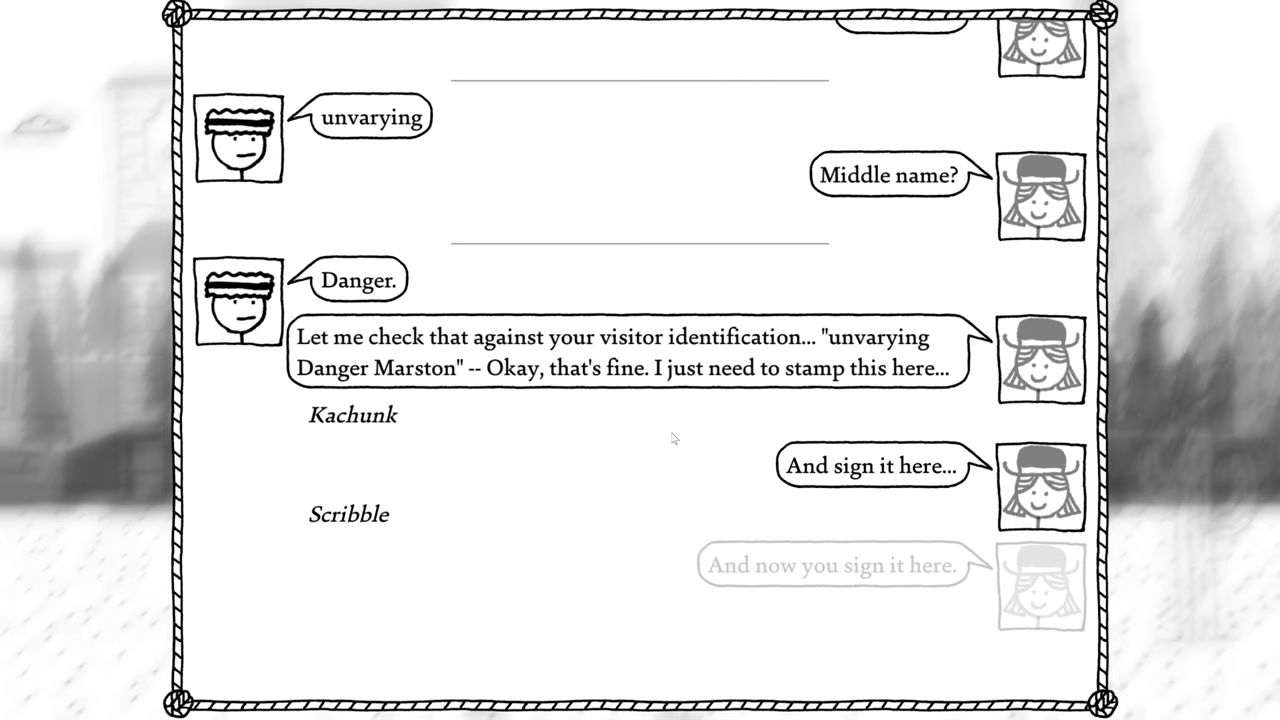 unvarying
Middle name?
Danger.
Let me check that against your visitor identification... "unvarying
Danger Marston" -- Okay, that's fine. I just need to stamp this here...
Kachunk
And sign it here...
Scribble
And now you sign it here.